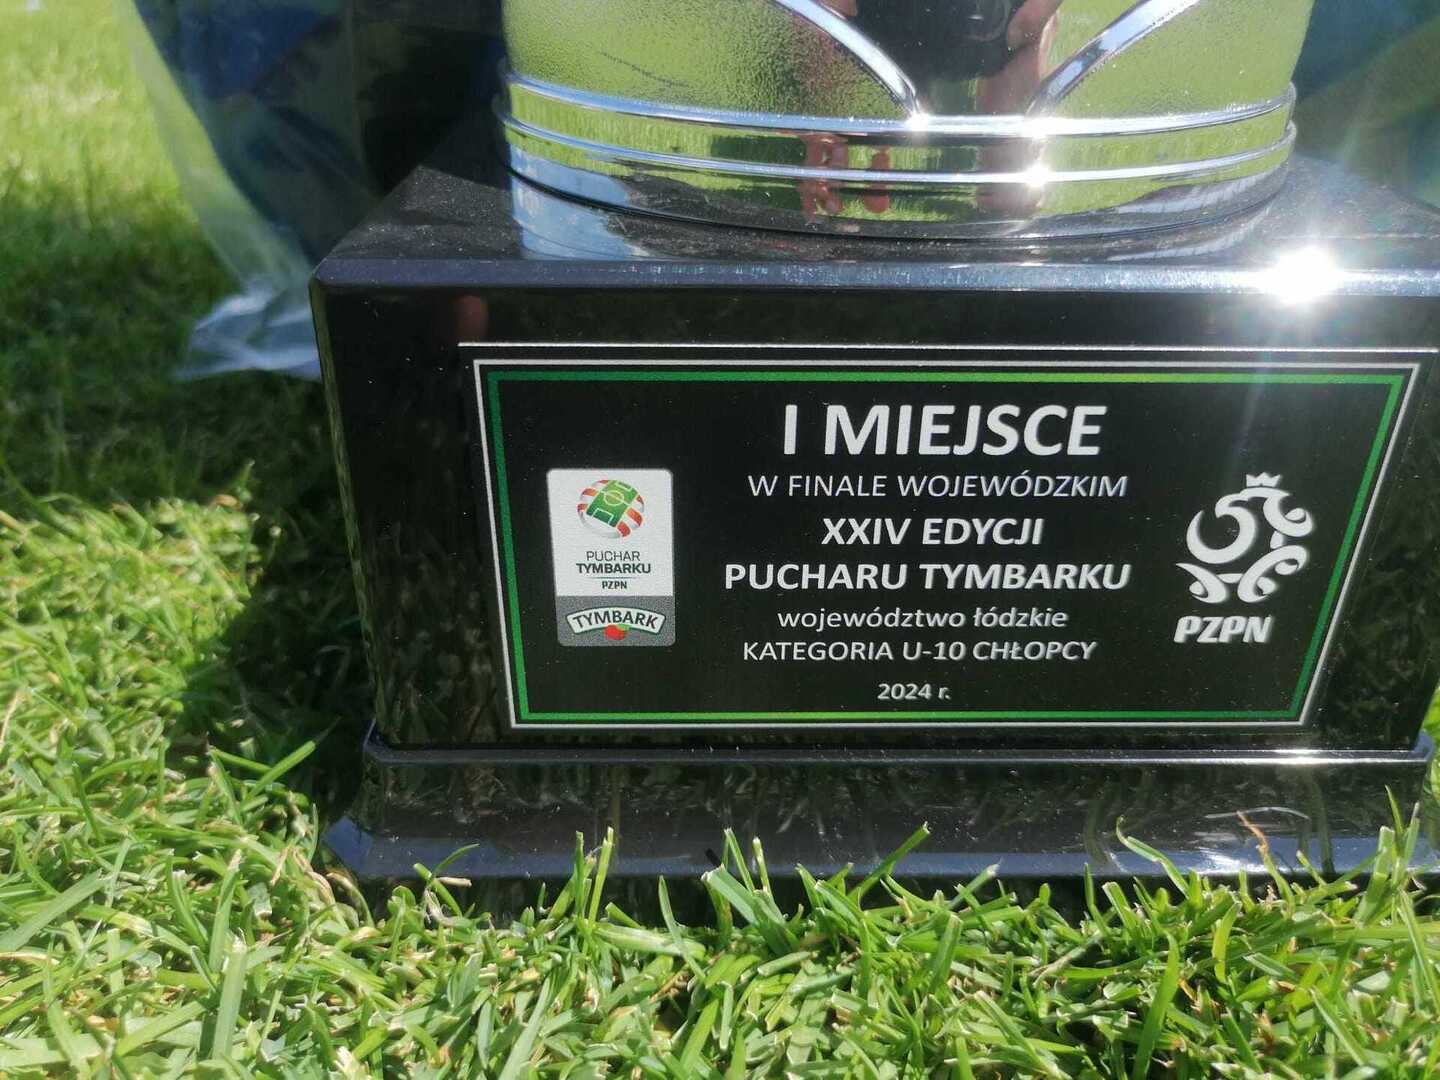 I MIEJSCE
W FINALE WOJEWÓDZKIM
XXIV EDYCJI
PUCHARU TYMBARKU
województwo łódzkie
KATEGORIA U-10 CHŁOPCY
2024 r.
PUCHAR
TYMBARKU
PZPN
TYMBARK
PZPN